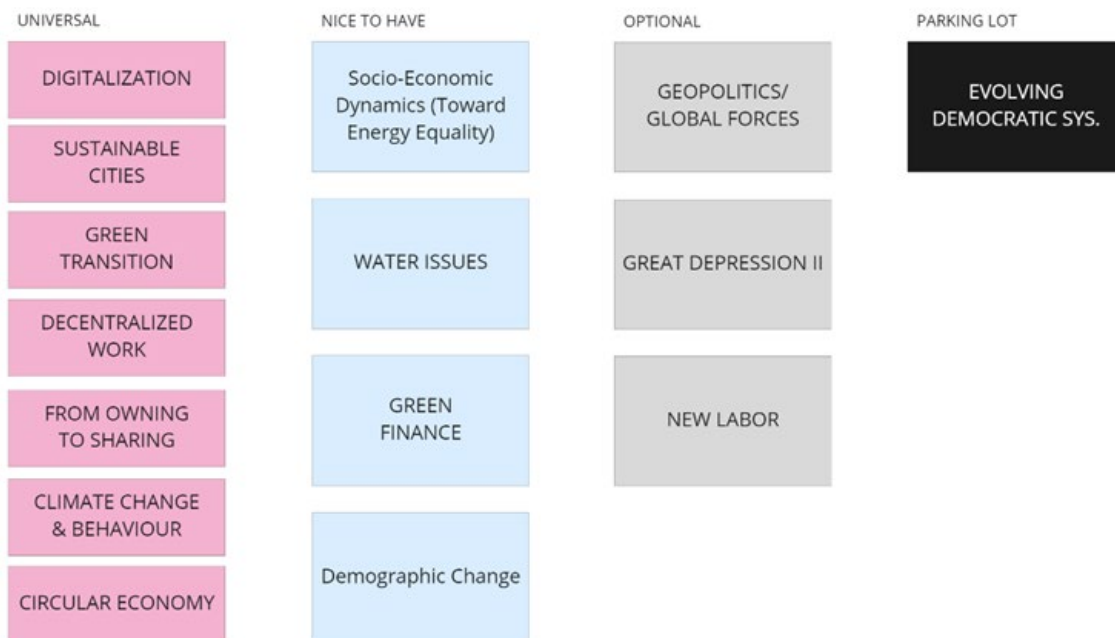 UNIVERSAL
DIGITALIZATION
SUSTAINABLE
CITIES
GREEN
TRANSITION
DECENTRALIZED
WORK
FROM OWNING
TO SHARING
CLIMATE CHANGE
& BEHAVIOUR
CIRCULAR ECONOMY
NICE TO HAVE
Socio-Economic
Dynamics (Toward
Energy Equality)
WATER ISSUES
GREEN
FINANCE
Demographic Change
OPTIONAL
GEOPOLITICS/
GLOBAL FORCES
GREAT DEPRESSION II
NEW LABOR
PARKING LOT
EVOLVING
DEMOCRATIC SYS.